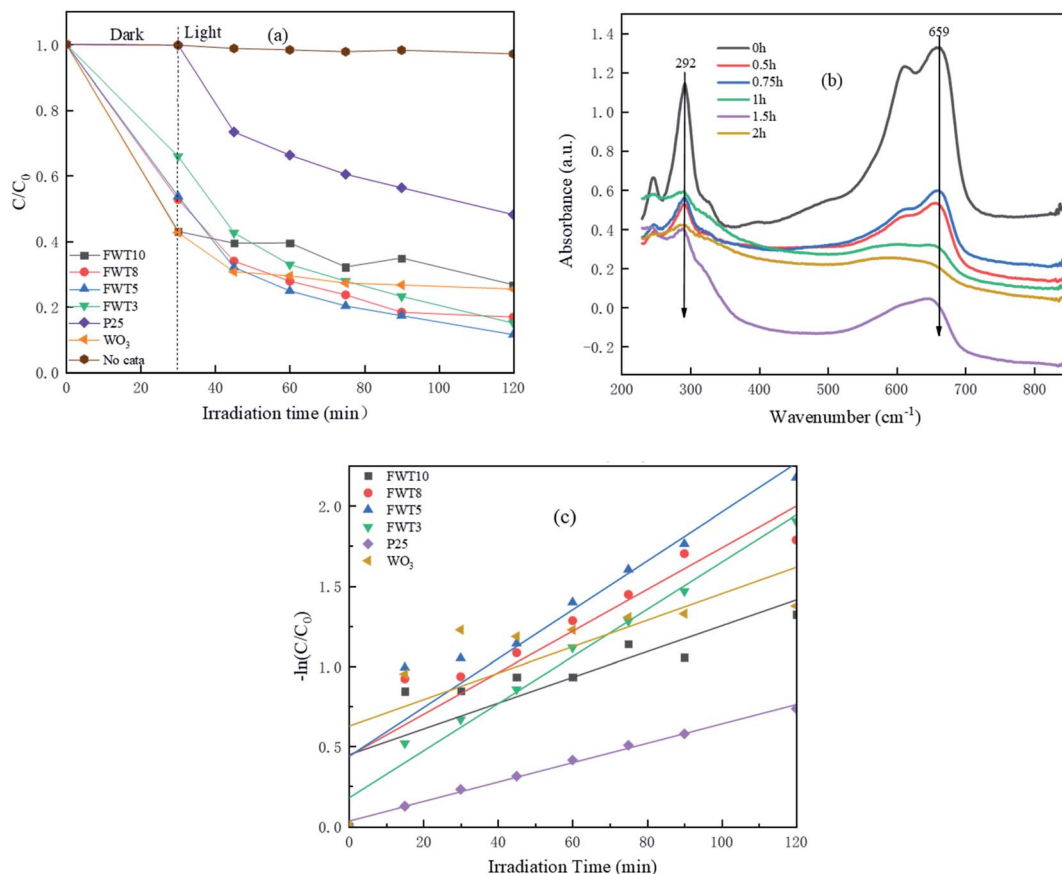 Dark Light (a)
1.0
0.8
0.6
0.4
0.2
0.0
C/C₀
FWT10
FWT8
FWT5
FWT3
P25
WO₃
No cata
0 20 40 60 80 100 120
Irradiation time (min）
659
292
(b)
0h
0.5h
0.75h
1h
1.5h
2h
1.4
1.2
1.0
0.8
0.6
0.4
0.2
0.0
−0.2
Absorbance (a.u.)
200 300 400 500 600 700 800
Wavenumber (cm⁻¹)
FWT10
FWT8
FWT5
FWT3
P25
WO₃
(c)
2.0
1.5
1.0
0.5
0.0
-ln(C/C₀)
0 20 40 60 80 100 120
Irradiation Time (min)